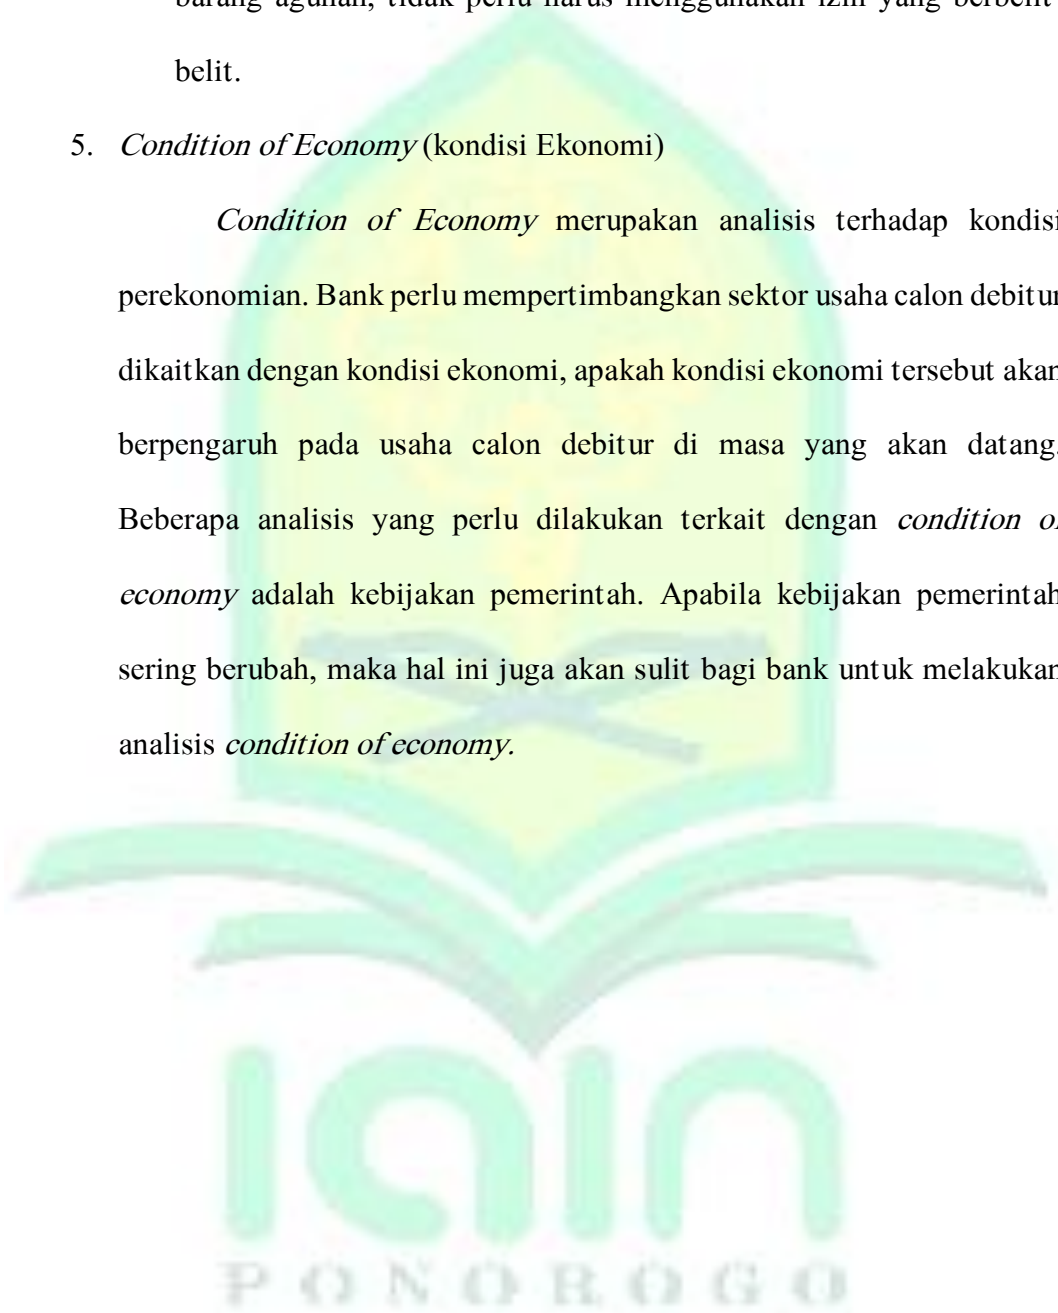 barang agunan, tidak perlu harus menggunakan izin yang berbelit-
belit.
5. Condition of Economy (kondisi Ekonomi)
Condition of Economy merupakan analisis terhadap kondisi
perekonomian. Bank perlu mempertimbangkan sektor usaha calon debitur
dikaitkan dengan kondisi ekonomi, apakah kondisi ekonomi tersebut akan
berpengaruh pada usaha calon debitur di masa yang akan datang.
Beberapa analisis yang perlu dilakukan terkait dengan condition of
economy adalah kebijakan pemerintah. Apabila kebijakan pemerintah
sering berubah, maka hal ini juga akan sulit bagi bank untuk melakukan
analisis condition of economy.
iain
PONOROGO